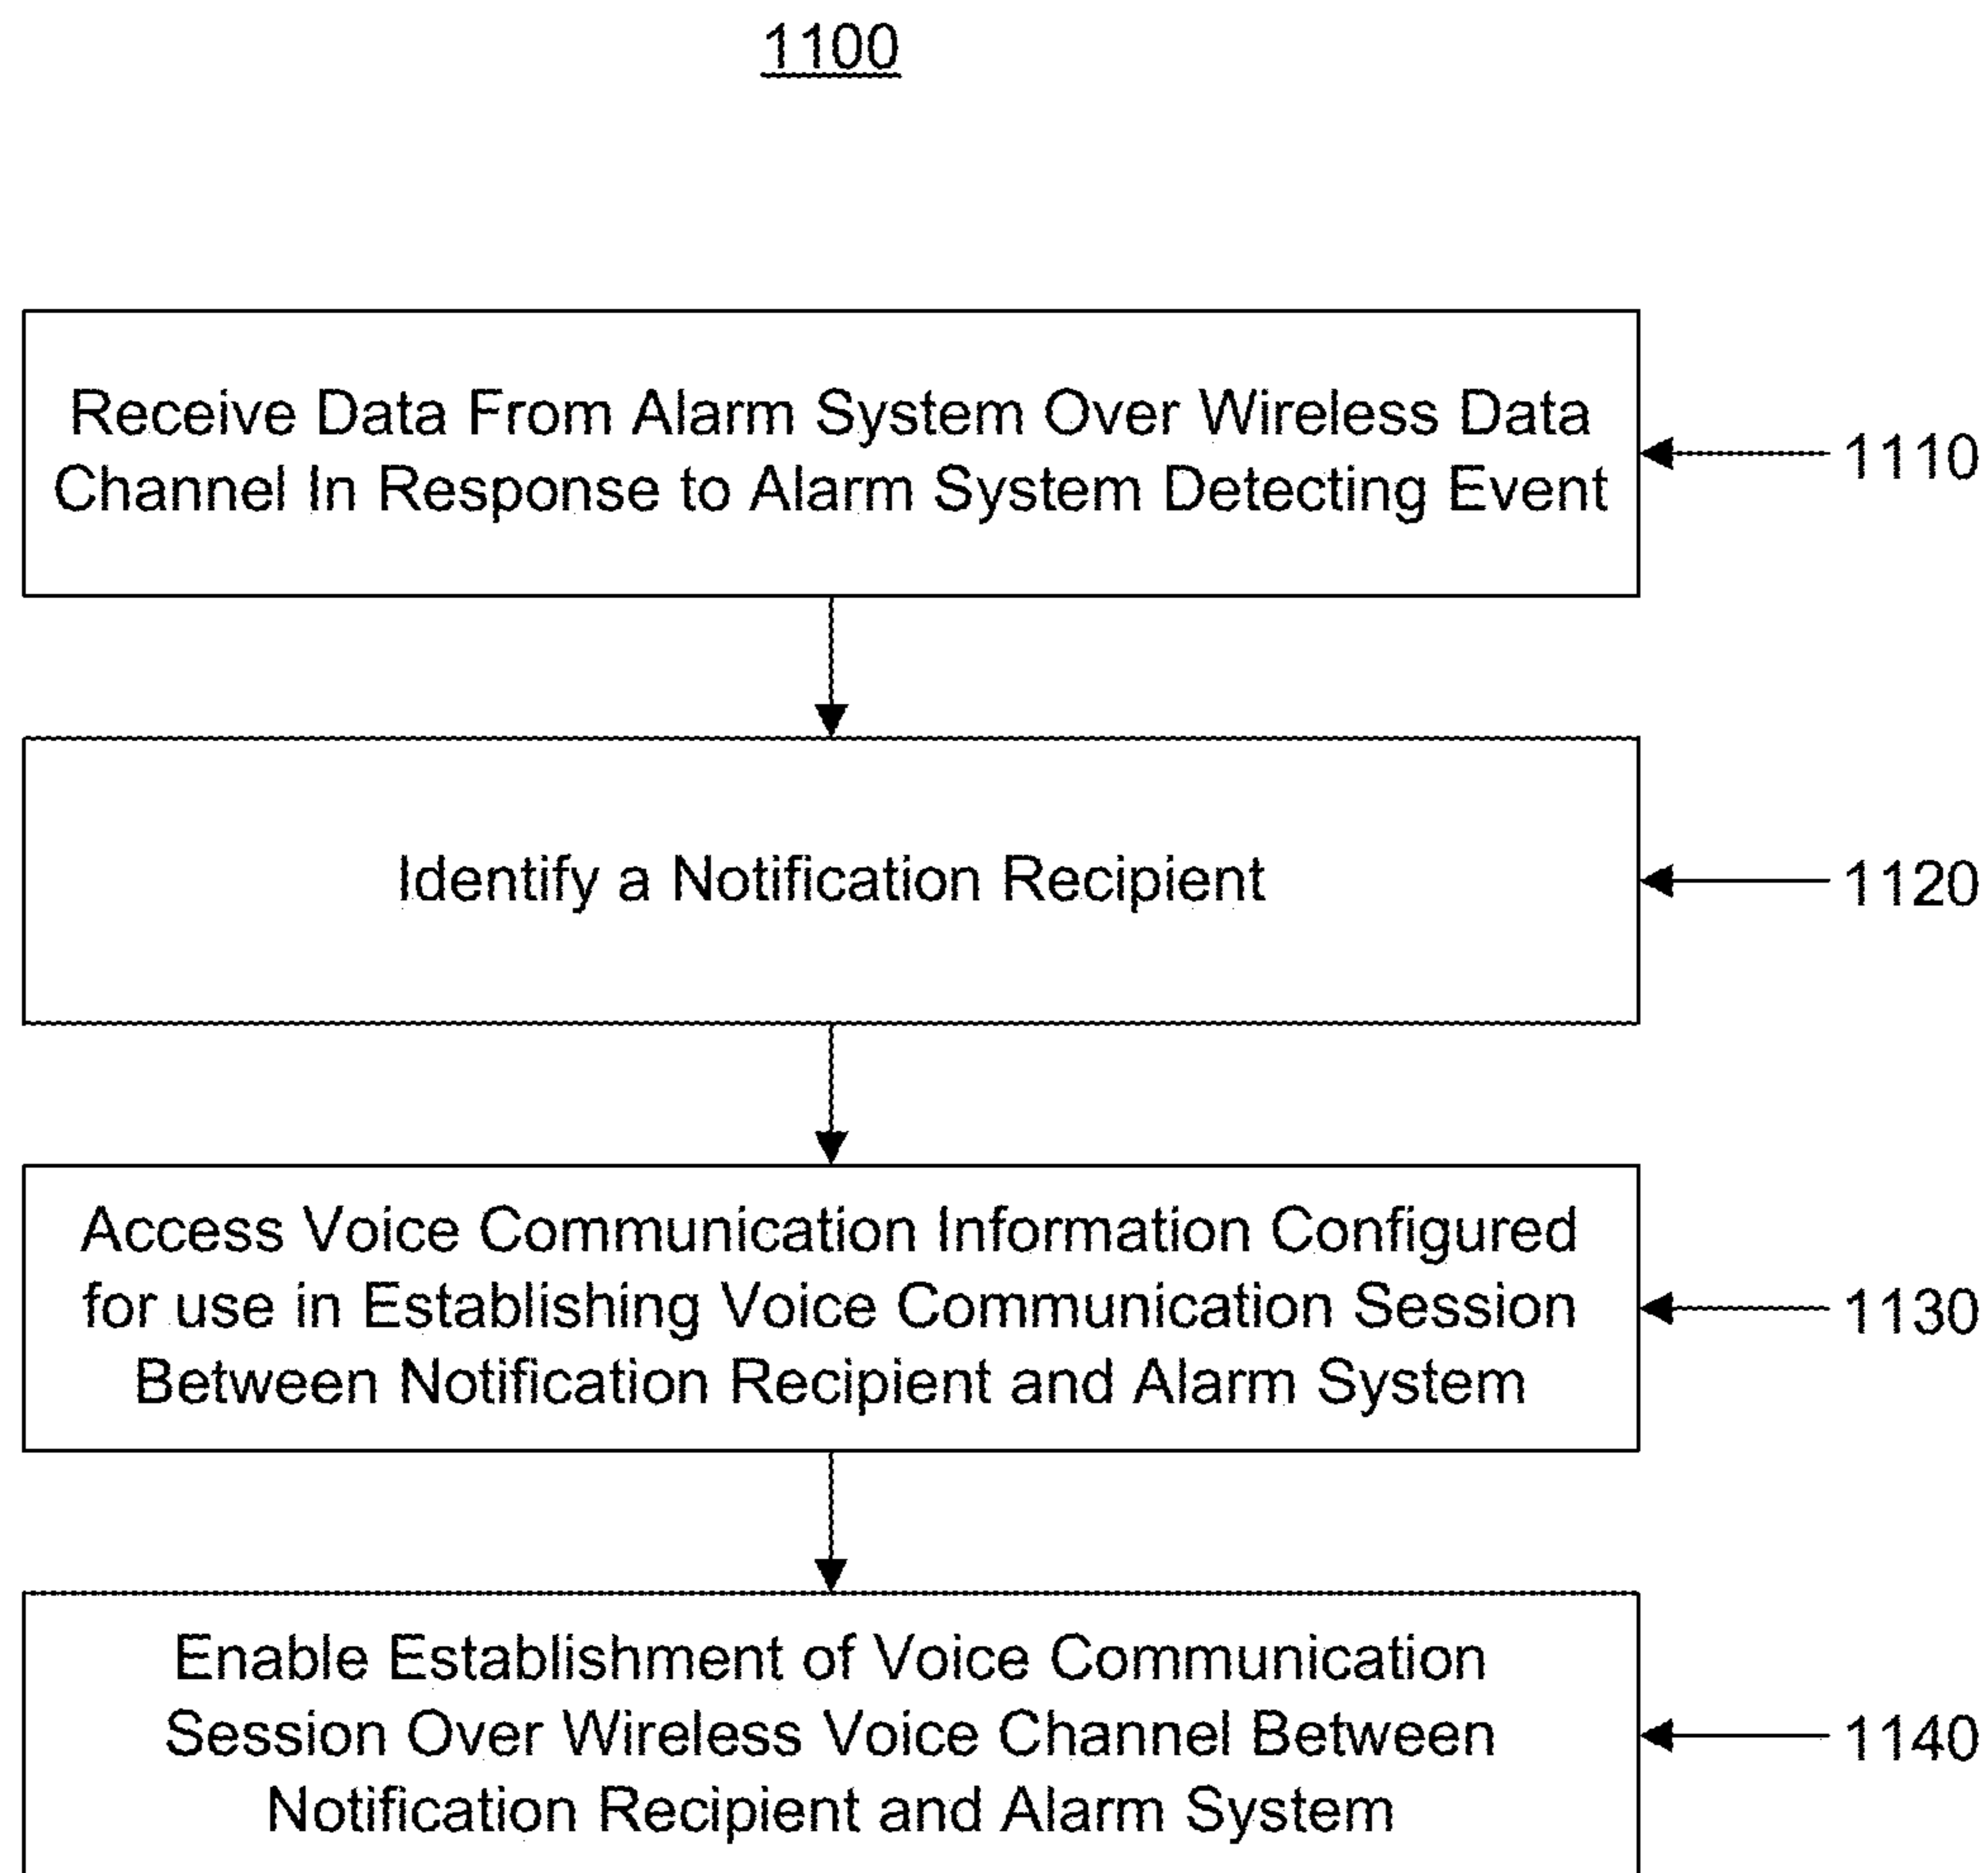 1100
Receive Data From Alarm System Over Wireless Data
Channel In Response to Alarm System Detecting Event
1110
Identify a Notification Recipient
1120
Access Voice Communication Information Configured
for use in Establishing Voice Communication Session
Between Notification Recipient and Alarm System
1130
Enable Establishment of Voice Communication
Session Over Wireless Voice Channel Between
Notification Recipient and Alarm System
1140